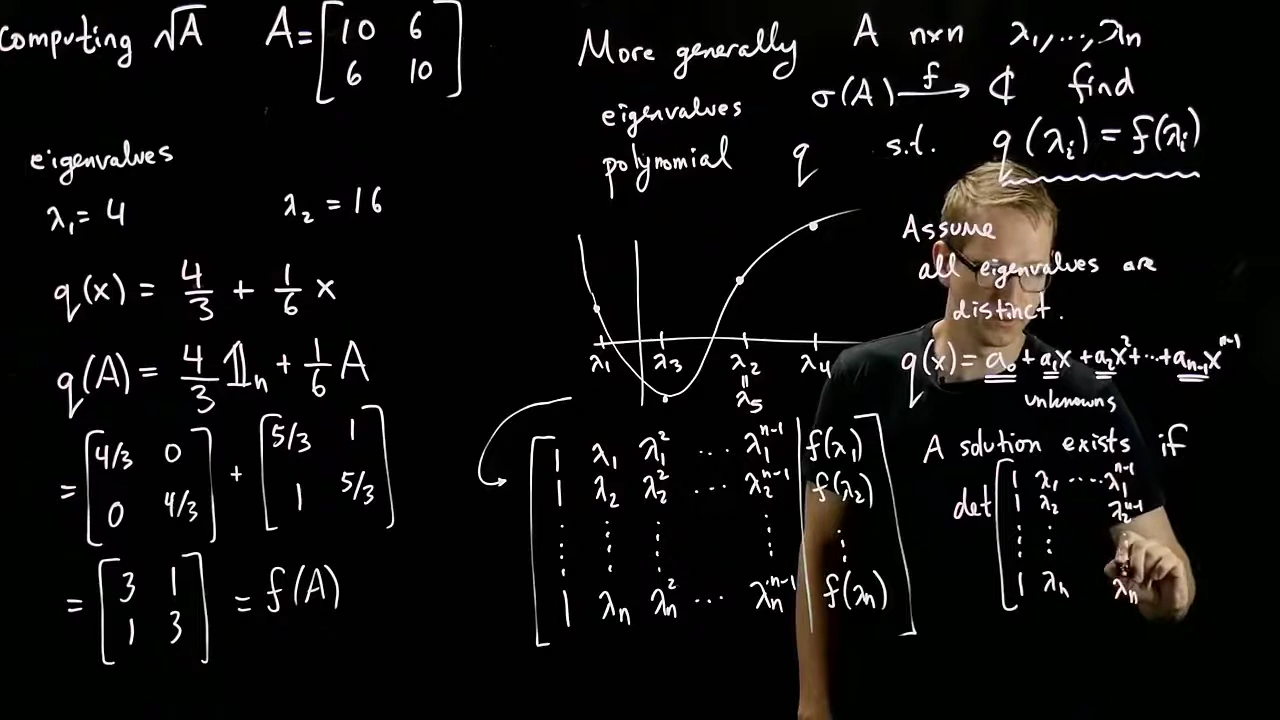 Computing √A A = [10 6; 6 10]
eigenvalues
λ₁ = 4 λ₂ = 16
q(x) = 4/3 + 1/6 x
q(A) = 4/3 𝟙ₙ + 1/6 A
= [4/3 0; 0 4/3] + [5/3 1; 1 5/3]
= [3 1; 1 3] = f(A)
More generally A n×n λ₁, ..., λₙ
eigenvalues σ(A) —f→ ₵ find
polynomial q s.t. q(λᵢ) = f(λᵢ)
λ₁ λ₃ λ₂ λ₄
=
λ₅
[1 λ₁ λ₁² ... λ₁ⁿ⁻¹ | f(λ₁)
1 λ₂ λ₂² ... λ₂ⁿ⁻¹ | f(λ₂)
⋮ ⋮ ⋮ ⋮ | ⋮
1 λₙ λₙ² ... λₙⁿ⁻¹ | f(λₙ)]
Assume
all eigenvalues are
distinct.
q(x) = a₀ + a₁x + a₂x² + ... + aₙ₋₁xⁿ⁻¹
unknowns
A solution exists if
det [1 λ₁ ... λ₁ⁿ⁻¹
1 λ₂ λ₂ⁿ⁻¹
⋮ ⋮ ⋮
1 λₙ λₙ